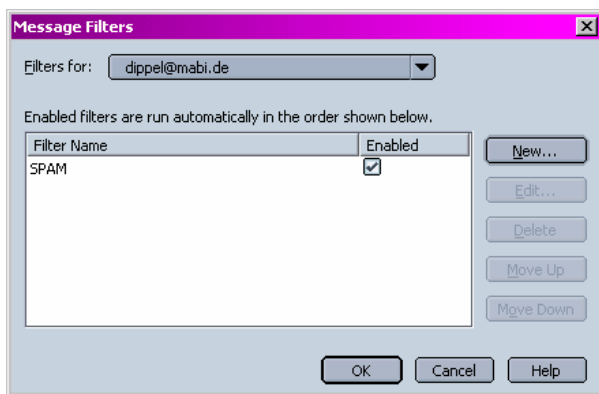 Message Filters
Filters for: dippel@mabi.de
Enabled filters are run automatically in the order shown below.
Filter Name Enabled
SPAM
New...
Edit...
Delete
Move Up
Move Down
OK Cancel Help